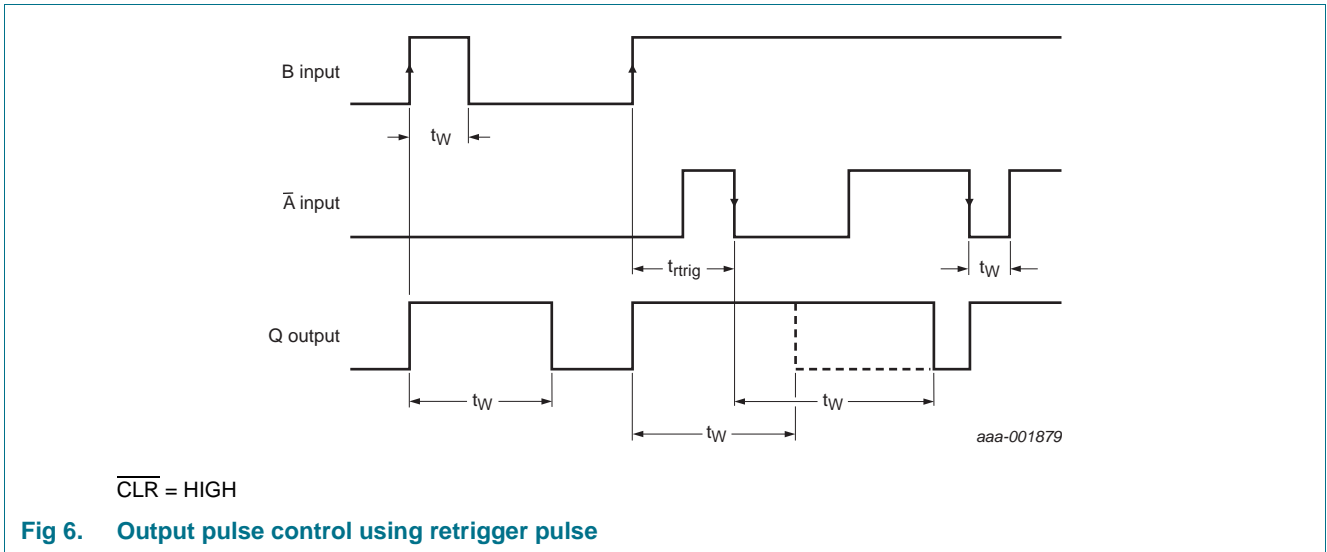 B input
tW
A̅ input
trtrig
tW
Q output
tW
tW
tW
aaa-001879
C̅L̅R̅ = HIGH
Fig 6. Output pulse control using retrigger pulse